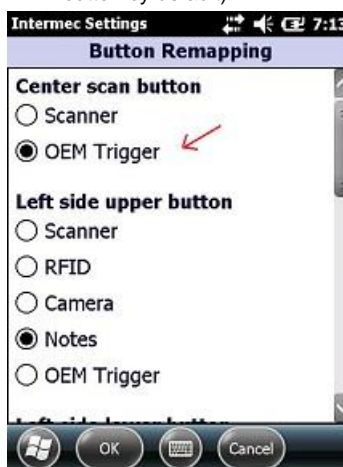 Intermec Settings 7:13
Button Remapping
Center scan button
Scanner
OEM Trigger
Left side upper button
Scanner
RFID
Camera
Notes
OEM Trigger
OK
Cancel